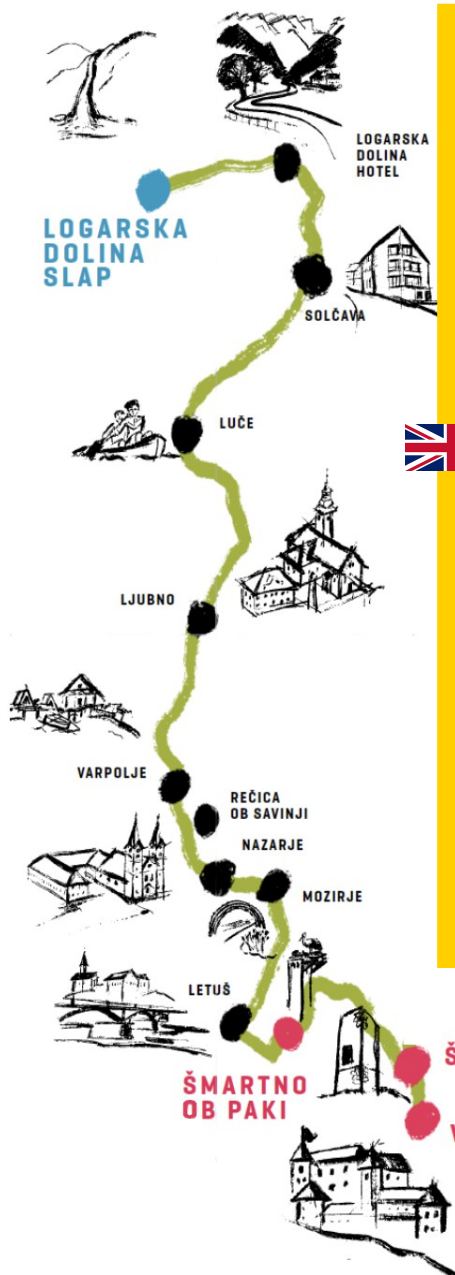 LOGARSKA
DOLINA
HOTEL
LOGARSKA
DOLINA
SLAP
SOLČAVA
LUČE
LJUBNO
VARPOLJE
REČICA
OB SAVINJI
NAZARJE
MOZIRJE
LETUŠ
ŠMARTNO
OB PAKI
Š